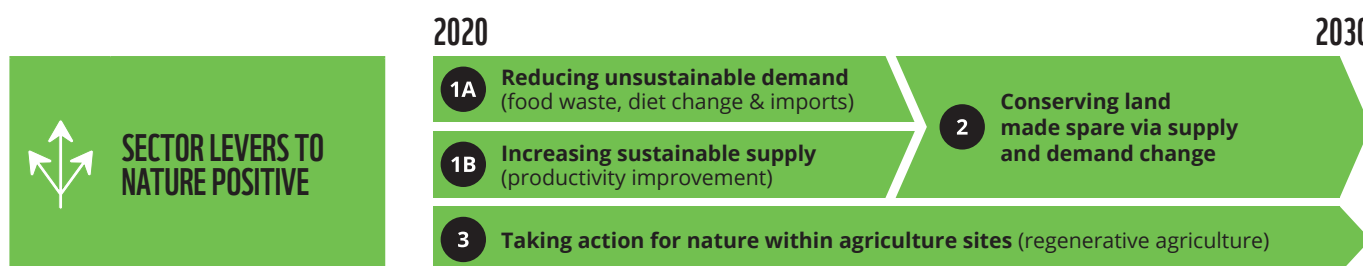 2020
2030
SECTOR LEVERS TO
NATURE POSITIVE
1A
Reducing unsustainable demand
(food waste, diet change & imports)
1B
Increasing sustainable supply
(productivity improvement)
2
Conserving land
made spare via supply
and demand change
3
Taking action for nature within agriculture sites (regenerative agriculture)